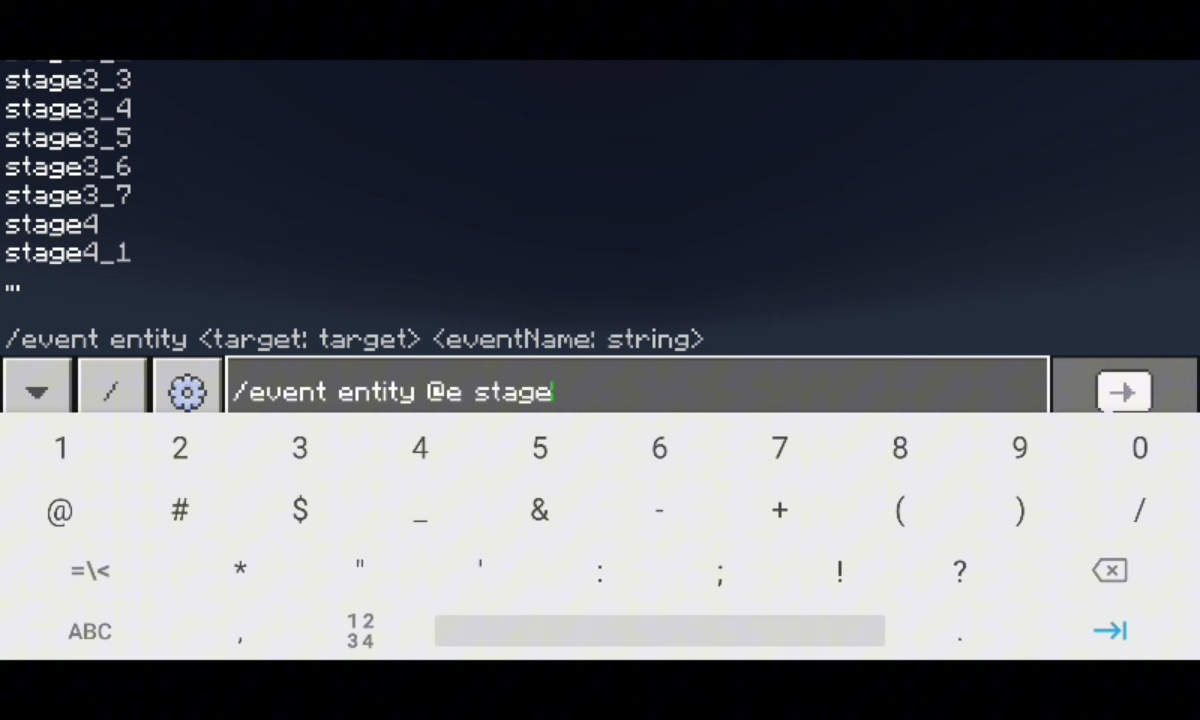 stage3_3
stage3_4
stage3_5
stage3_6
stage3_7
stage4
stage4_1
...
/event entity <target: target> <eventName: string>
/ /event entity @e stage
1 2 3 4 5 6 7 8 9 0
@ # $ _ & - + ( ) /
=\< * " ' : ; ! ?
ABC , 12 .
34